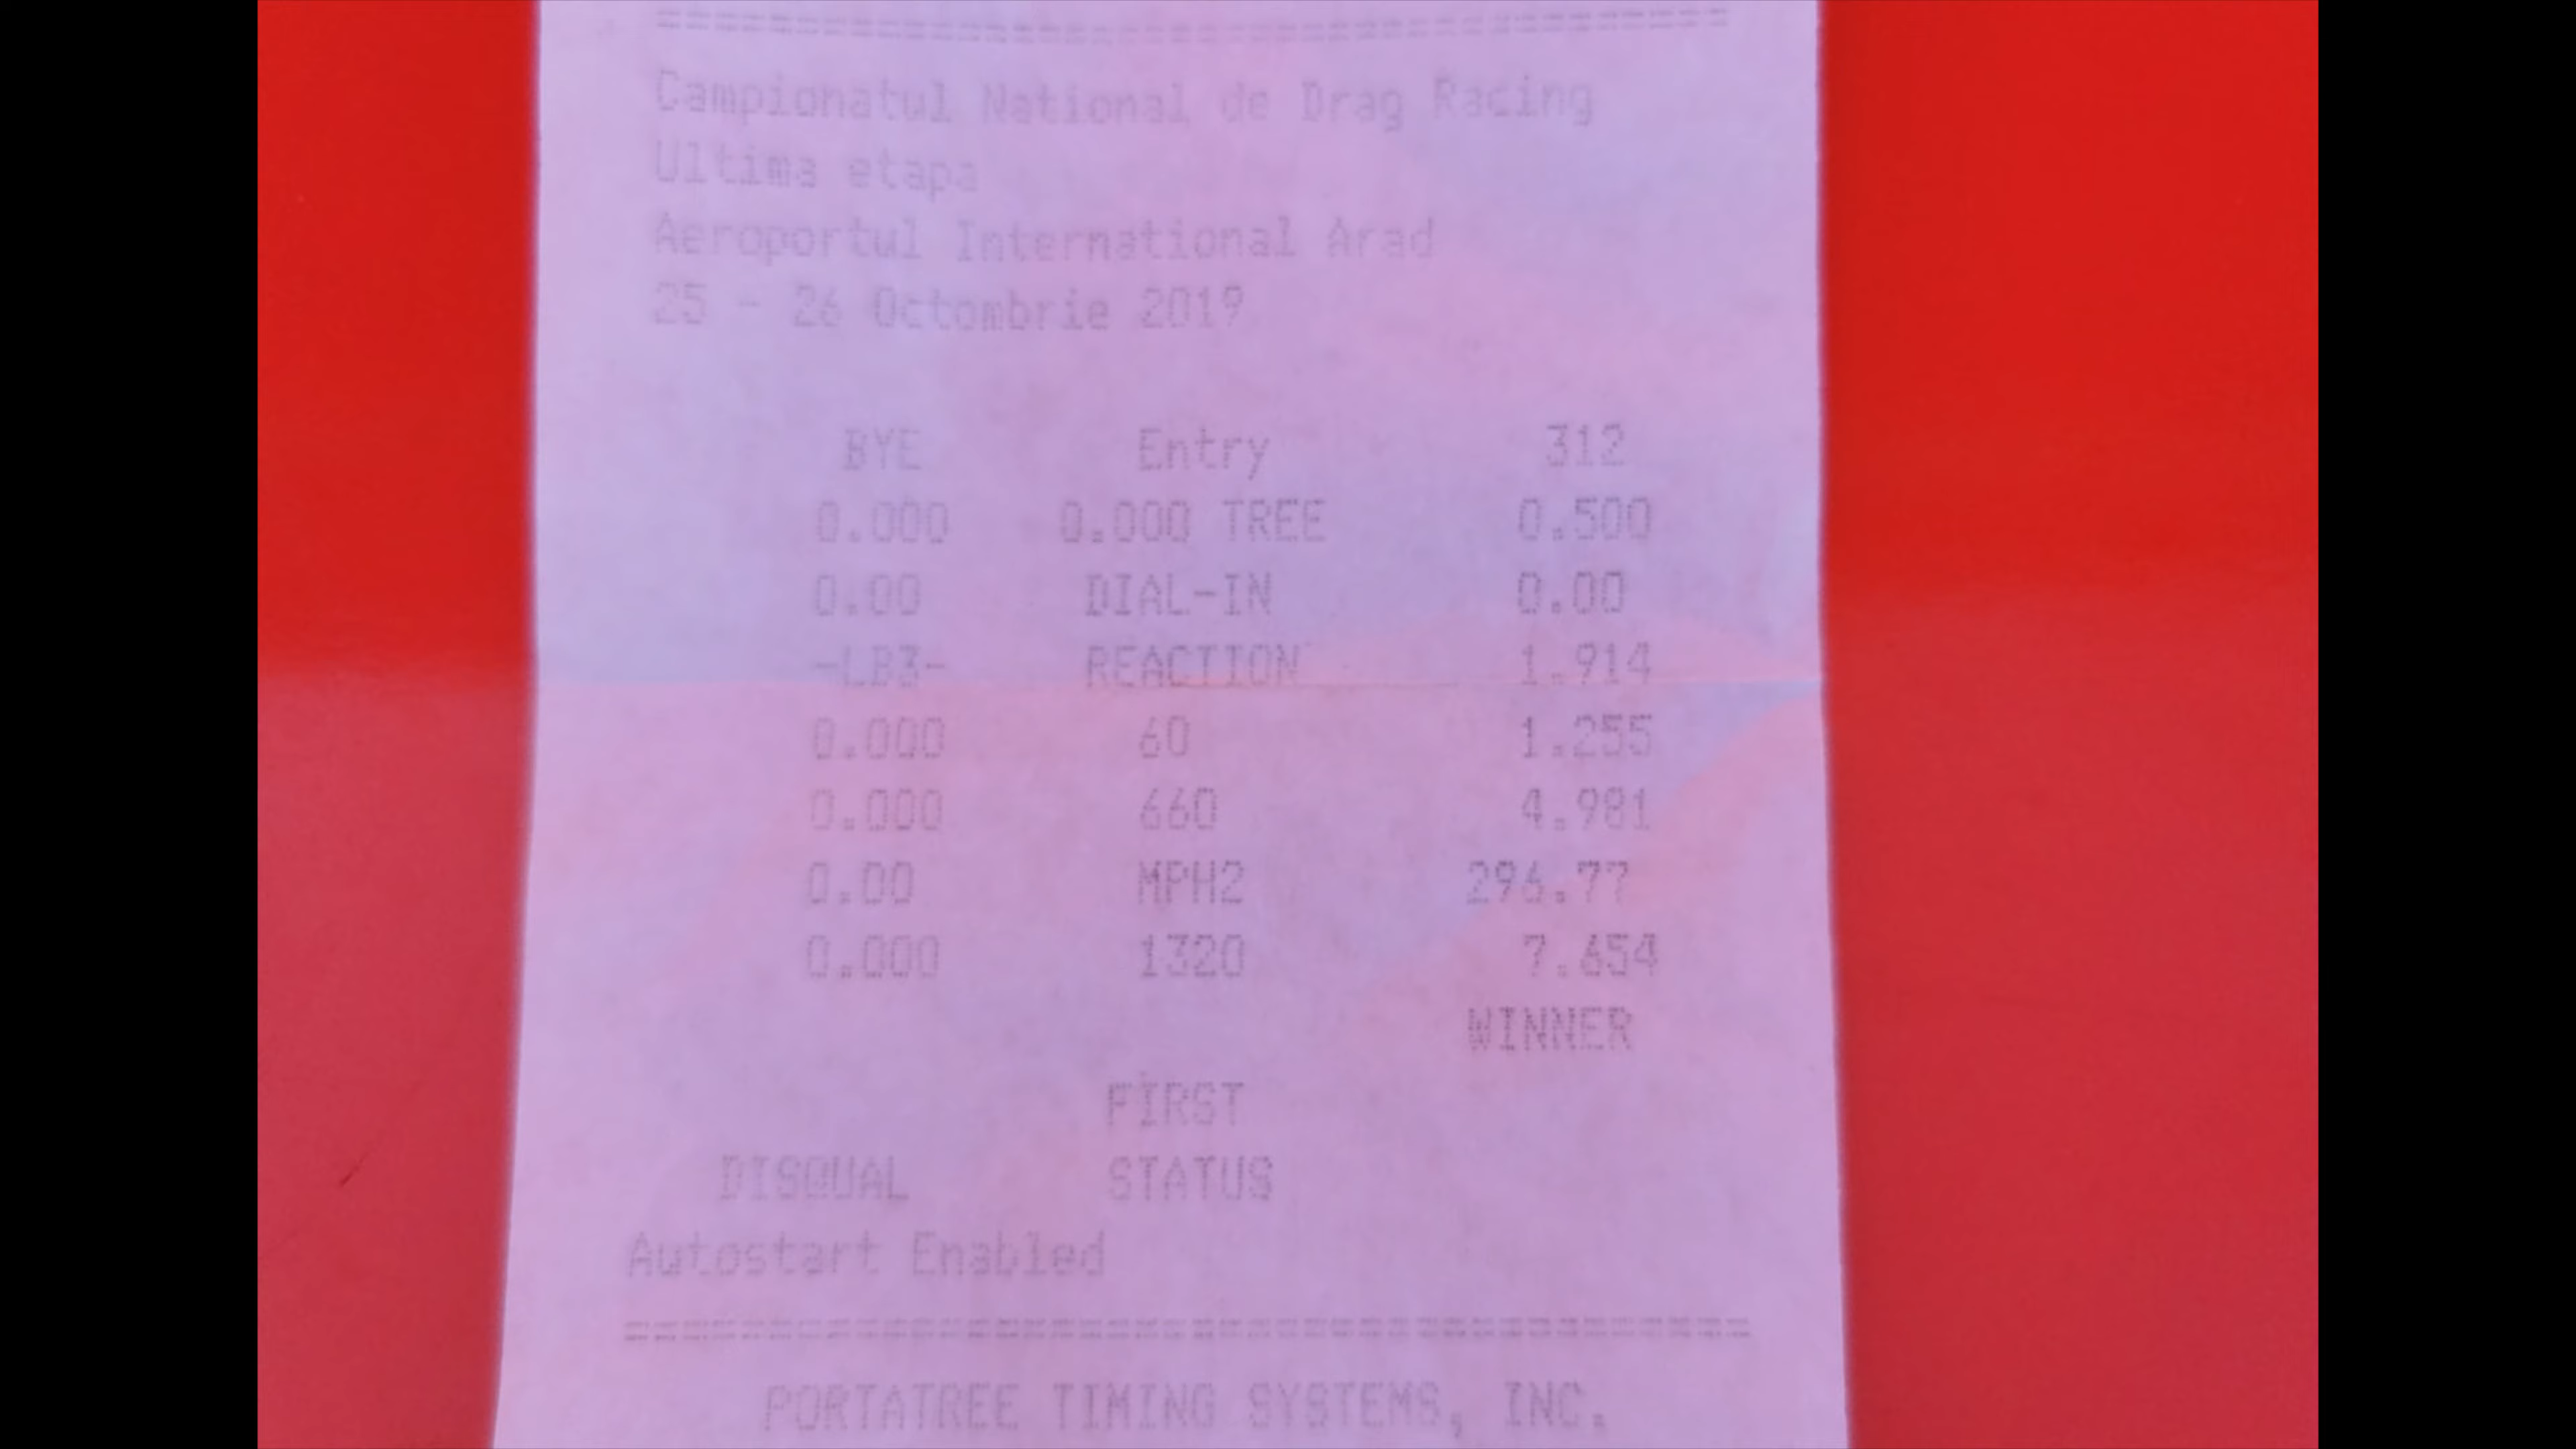 ========================================
Campionatul National de Drag Racing
Ultima etapa
Aeroportul International Arad
25 - 26 Octombrie 2019
BYE Entry 312
0.000 0.000 TREE 0.500
0.00 DIAL-IN 0.00
-LB3- REACTION 1.914
0.000 60 1.255
0.000 660 4.981
0.00 MPH2 296.77
0.000 1320 7.654
WINNER
FIRST
DISQUAL STATUS
Autostart Enabled
========================================
PORTATREE TIMING SYSTEMS, INC.